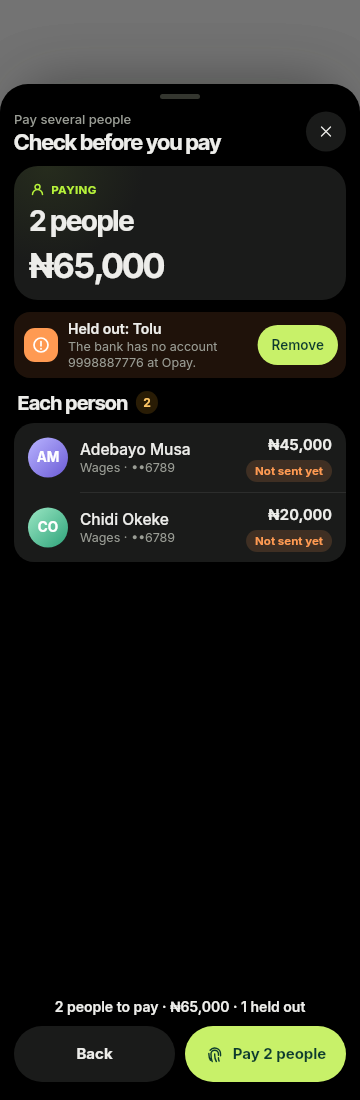 Pay several people
Check before you pay
PAYING
2 people
₦65,000
Held out: Tolu
The bank has no account
9998887776 at Opay.
Remove
Each person 2
AM
Adebayo Musa
Wages · ••6789
₦45,000
Not sent yet
CO
Chidi Okeke
Wages · ••6789
₦20,000
Not sent yet
2 people to pay · ₦65,000 · 1 held out
Back
Pay 2 people